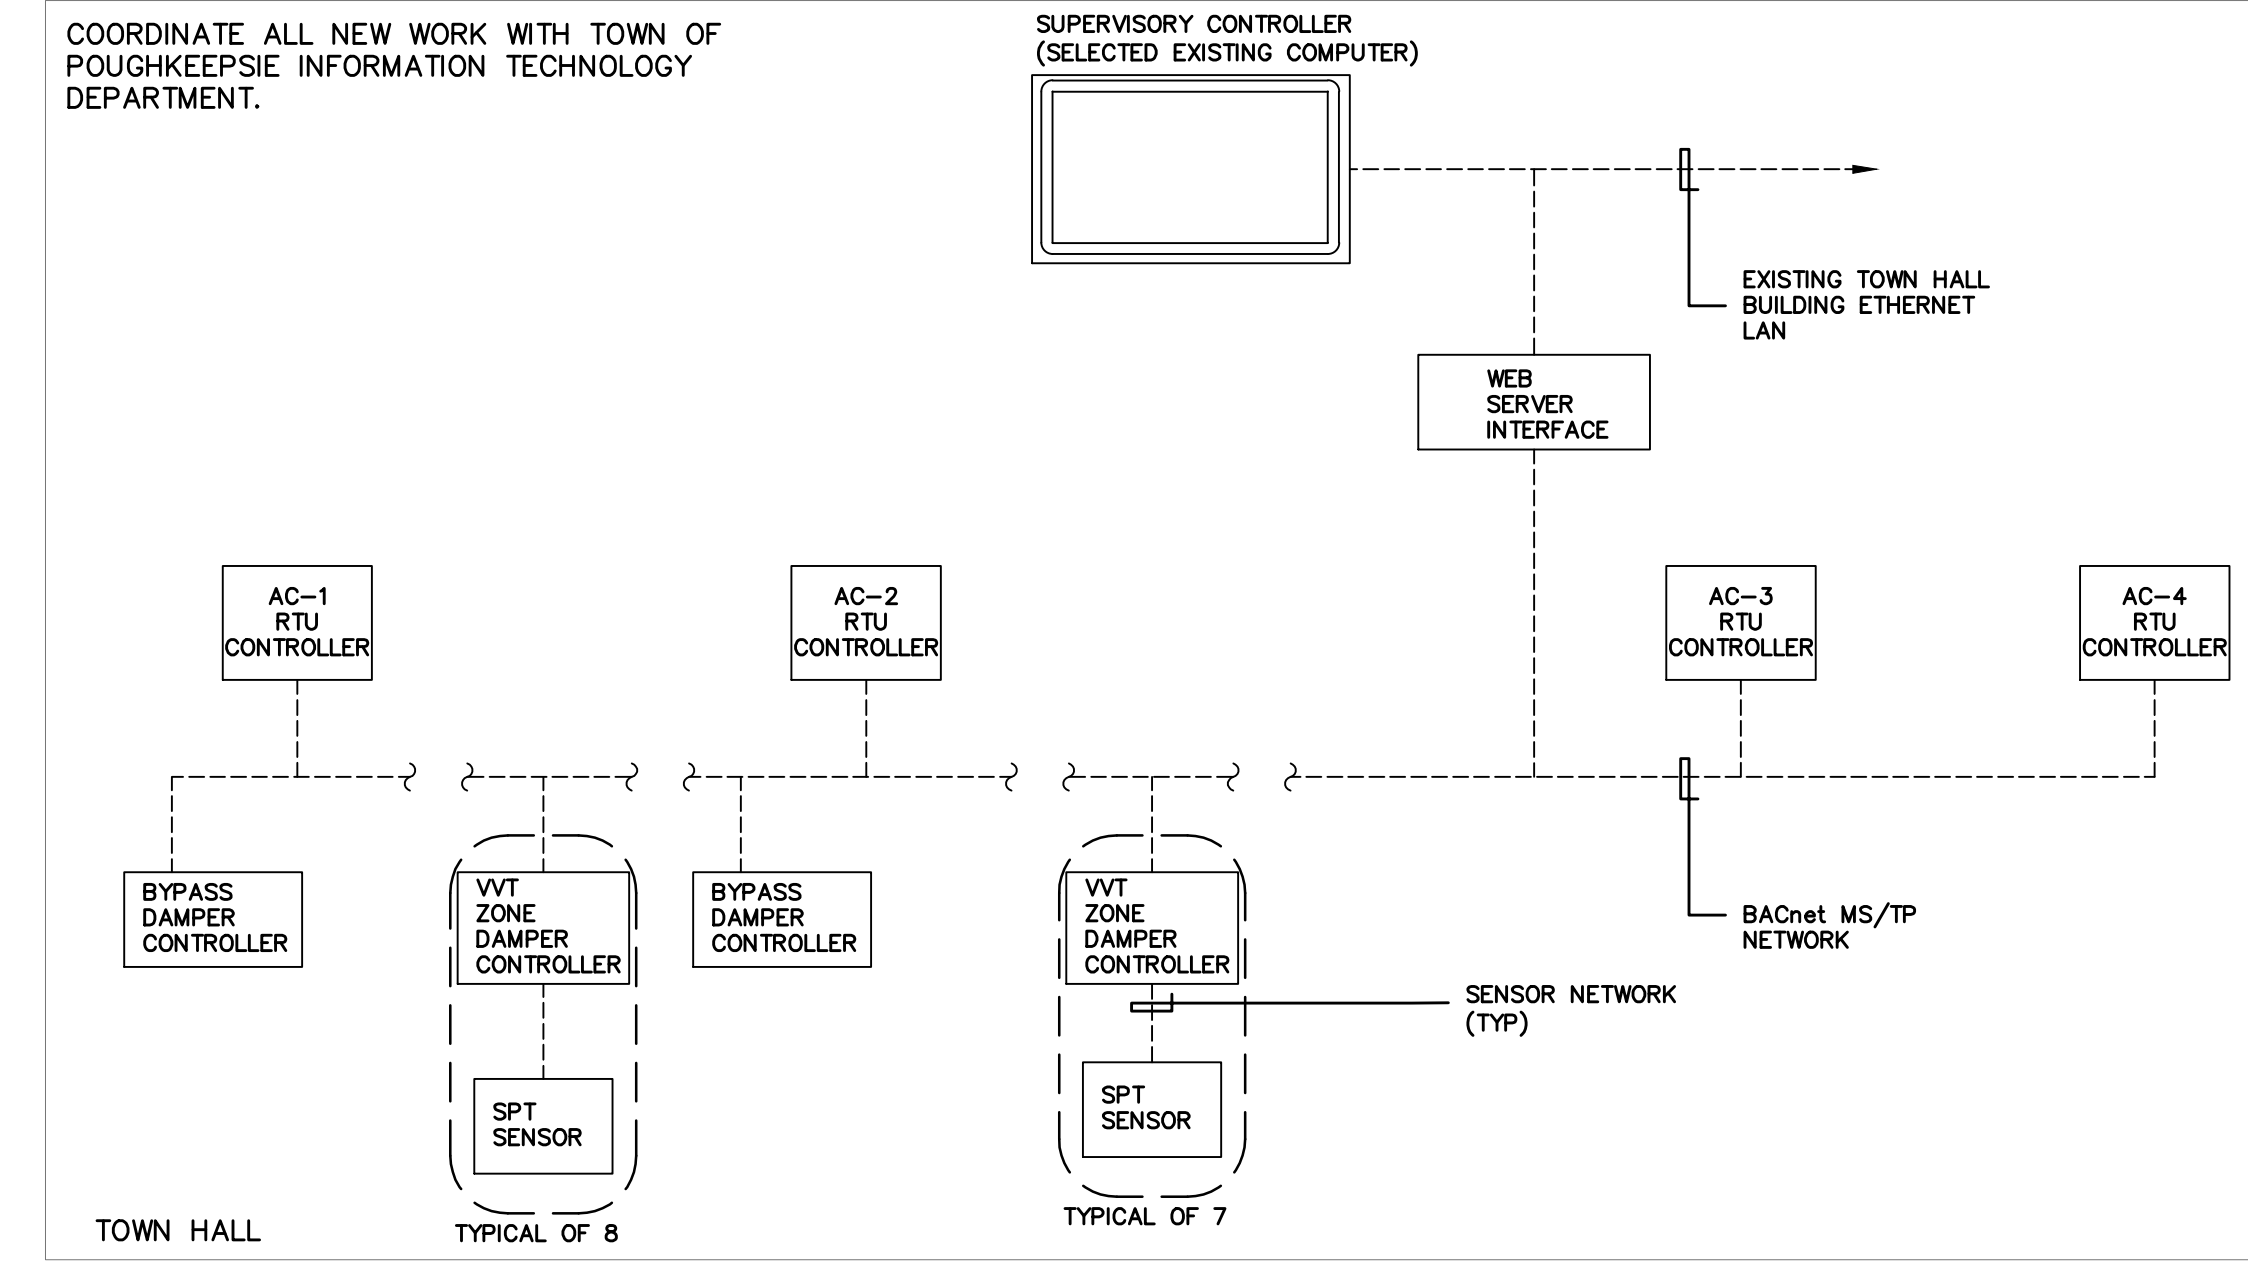 COORDINATE ALL NEW WORK WITH TOWN OF
POUGHKEEPSIE INFORMATION TECHNOLOGY
DEPARTMENT.
SUPERVISORY CONTROLLER
(SELECTED EXISTING COMPUTER)
EXISTING TOWN HALL
BUILDING ETHERNET
LAN
WEB
SERVER
INTERFACE
AC-1
RTU
CONTROLLER
AC-2
RTU
CONTROLLER
AC-3
RTU
CONTROLLER
AC-4
RTU
CONTROLLER
BYPASS
DAMPER
CONTROLLER
VVT
ZONE
DAMPER
CONTROLLER
BYPASS
DAMPER
CONTROLLER
VVT
ZONE
DAMPER
CONTROLLER
BACnet MS/TP
NETWORK
SENSOR NETWORK
(TYP)
SPT
SENSOR
SPT
SENSOR
TOWN HALL
TYPICAL OF 8
TYPICAL OF 7